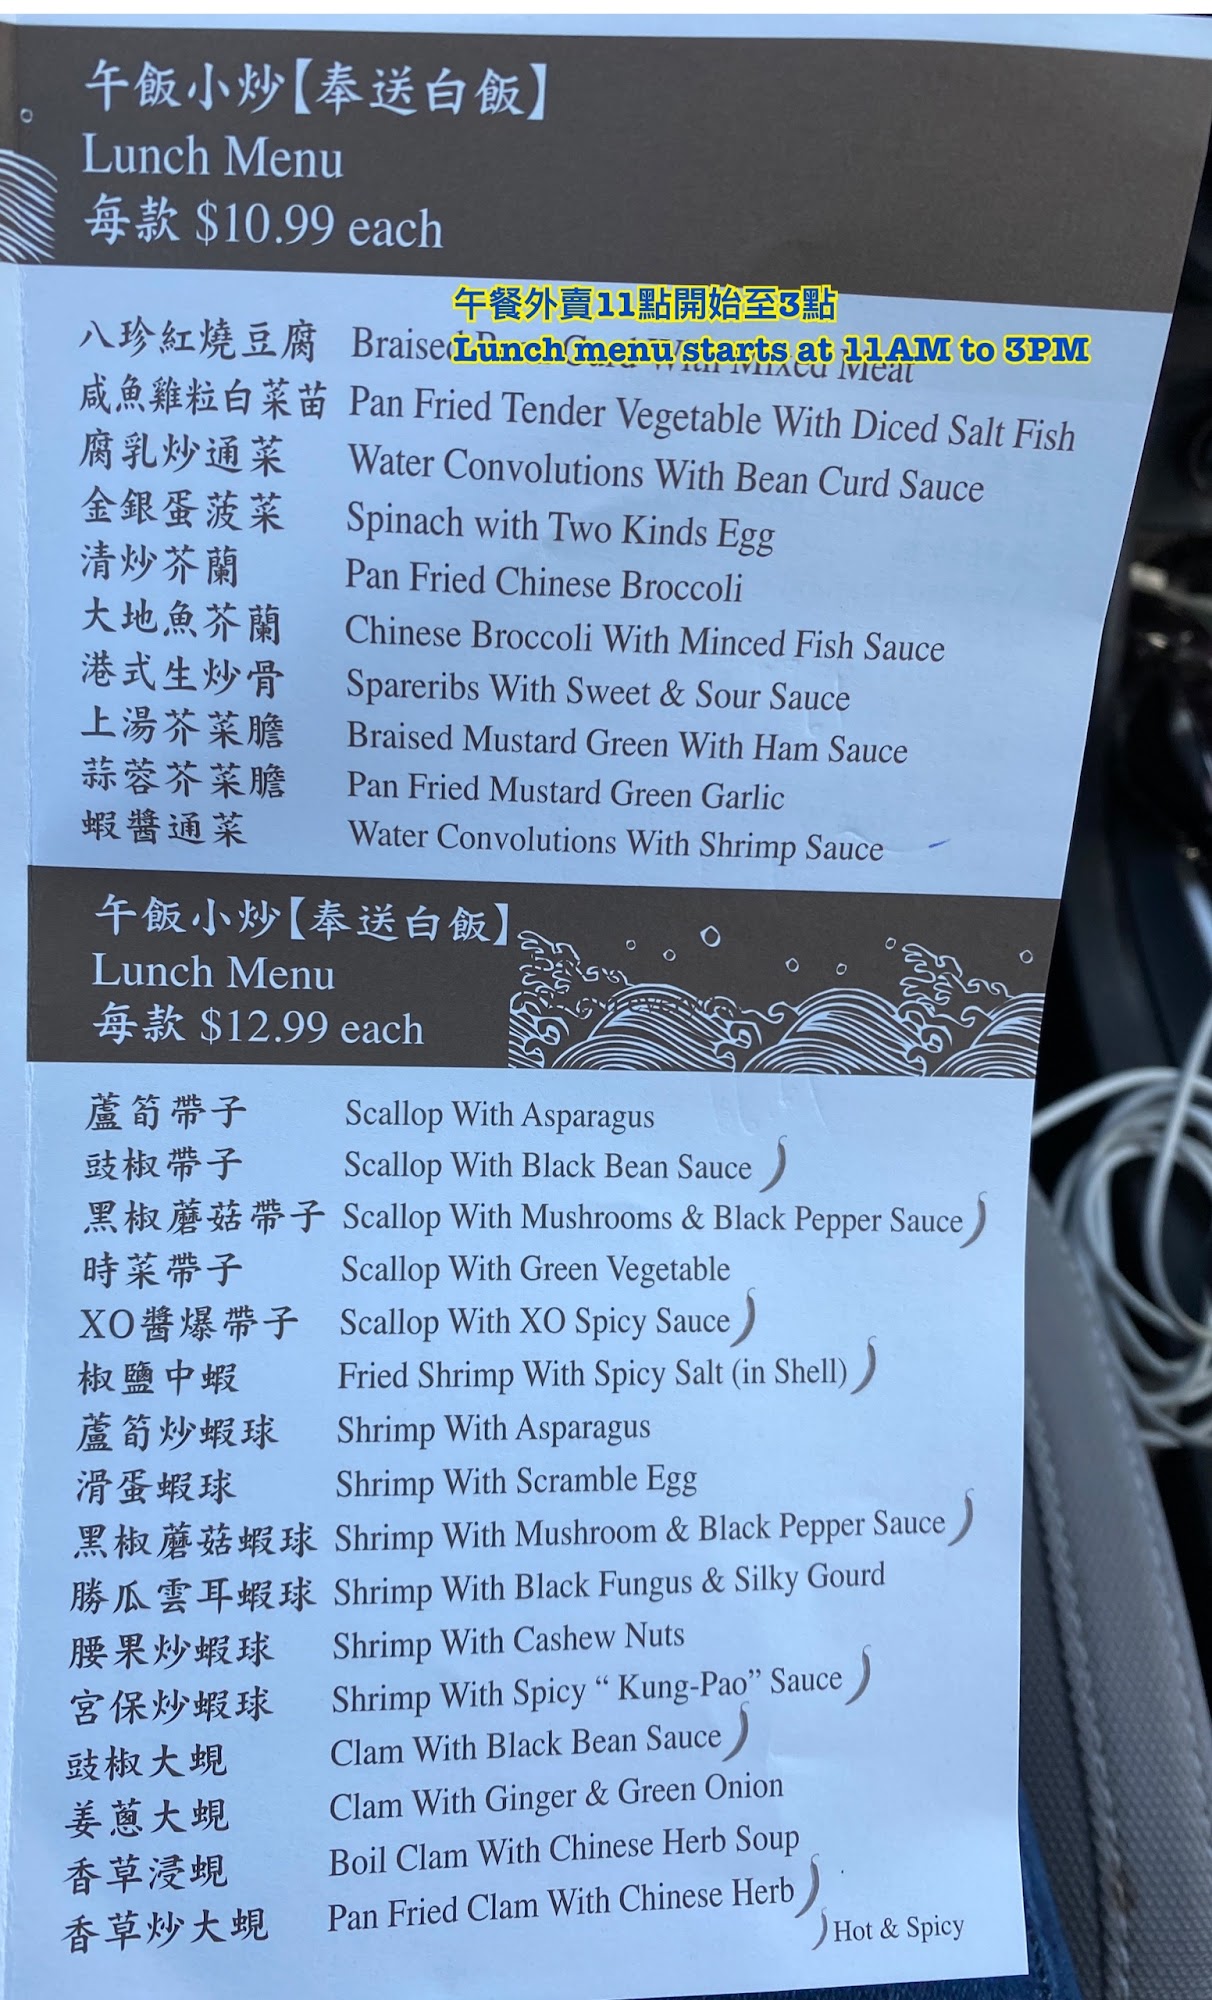 午飯小炒【奉送白飯】
Lunch Menu
每款 $10.99 each
午餐外賣11點開始至3點
Lunch menu starts at 11AM to 3PM
八珍紅燒豆腐 Braised Bean Curd With Mixed Meat
咸魚雞粒白菜苗 Pan Fried Tender Vegetable With Diced Salt Fish
腐乳炒通菜 Water Convolutions With Bean Curd Sauce
金銀蛋菠菜 Spinach with Two Kinds Egg
清炒芥蘭 Pan Fried Chinese Broccoli
大地魚芥蘭 Chinese Broccoli With Minced Fish Sauce
港式生炒骨 Spareribs With Sweet & Sour Sauce
上湯芥菜膽 Braised Mustard Green With Ham Sauce
蒜蓉芥菜膽 Pan Fried Mustard Green Garlic
蝦醬通菜 Water Convolutions With Shrimp Sauce
午飯小炒【奉送白飯】
Lunch Menu
每款 $12.99 each
蘆筍帶子 Scallop With Asparagus
豉椒帶子 Scallop With Black Bean Sauce
黑椒蘑菇帶子 Scallop With Mushrooms & Black Pepper Sauce
時菜帶子 Scallop With Green Vegetable
XO醬爆帶子 Scallop With XO Spicy Sauce
椒鹽中蝦 Fried Shrimp With Spicy Salt (in Shell)
蘆筍炒蝦球 Shrimp With Asparagus
滑蛋蝦球 Shrimp With Scramble Egg
黑椒蘑菇蝦球 Shrimp With Mushroom & Black Pepper Sauce
勝瓜雲耳蝦球 Shrimp With Black Fungus & Silky Gourd
腰果炒蝦球 Shrimp With Cashew Nuts
宮保炒蝦球 Shrimp With Spicy “ Kung-Pao” Sauce
豉椒大蜆 Clam With Black Bean Sauce
姜蔥大蜆 Clam With Ginger & Green Onion
香草浸蜆 Boil Clam With Chinese Herb Soup
香草炒大蜆 Pan Fried Clam With Chinese Herb
Hot & Spicy